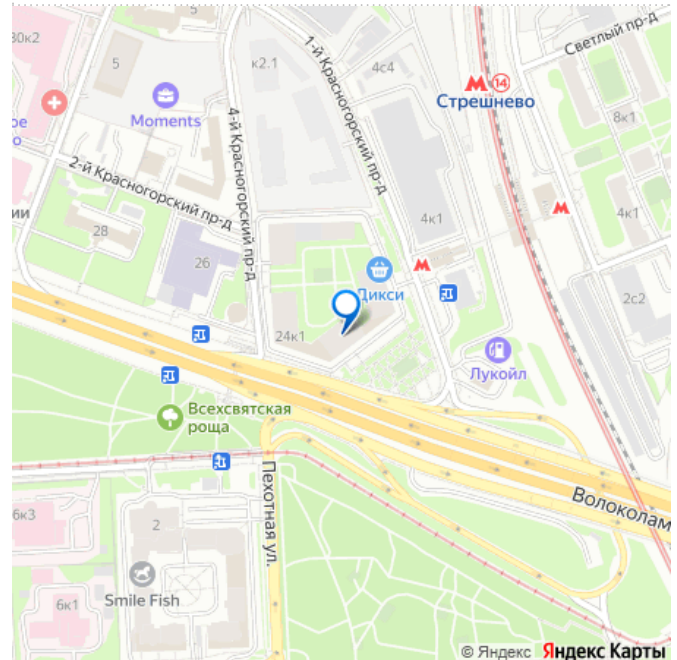 30к2
5
к2.1
4с4
Светлый пр-д
1-й Красногорский пр-д
М 14
Стрешнево
Moments
8к1
4-й Красногорский пр-д
ое
о
2-й Красногорский пр-д
4к1
М
4к1
ии
28
26
М
Дикси
2с2
24к1
Лукойл
Всехсвятская
роща
Пехотная ул.
Волоколам
6к3
2
Smile Fish
6к1
© Яндекс Яндекс Карты